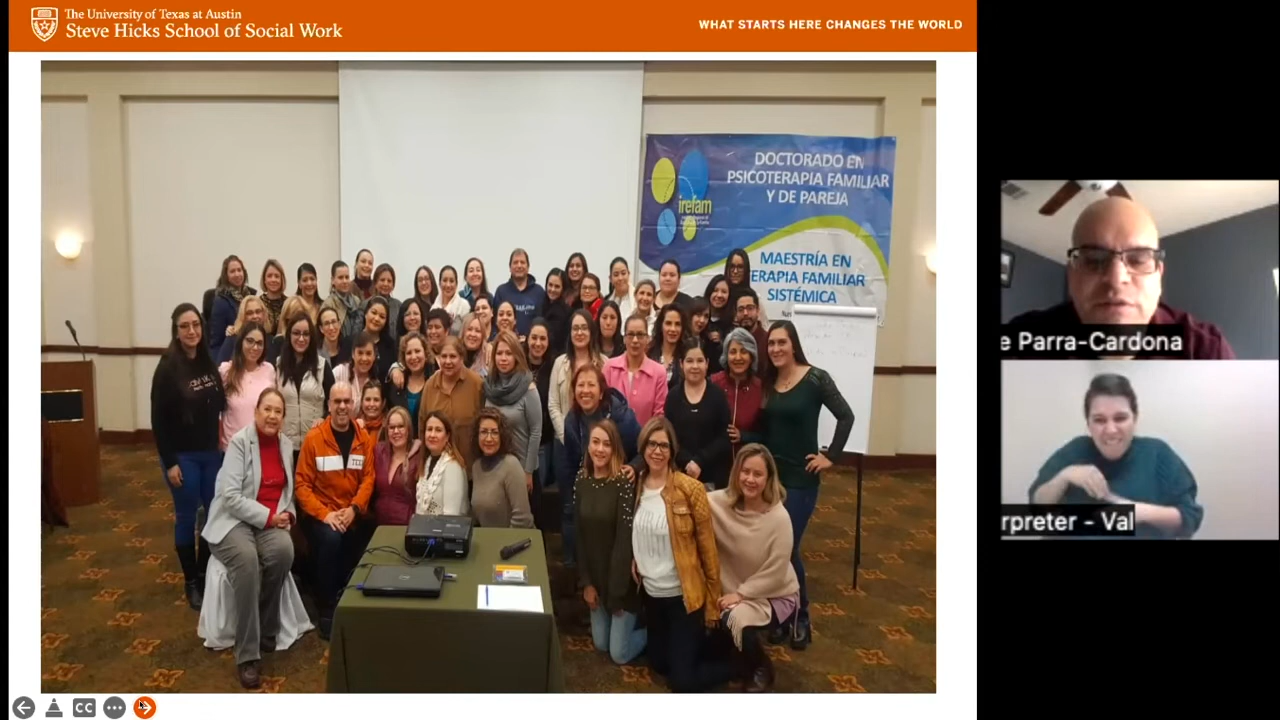 The University of Texas at Austin
Steve Hicks School of Social Work
WHAT STARTS HERE CHANGES THE WORLD
DOCTORADO EN
PSICOTERAPIA FAMILIAR
Y DE PAREJA
irefam
MAESTRÍA EN
ERAPIA FAMILIAR
SISTÉMICA
e Parra-Cardona
rpreter - Val
CC